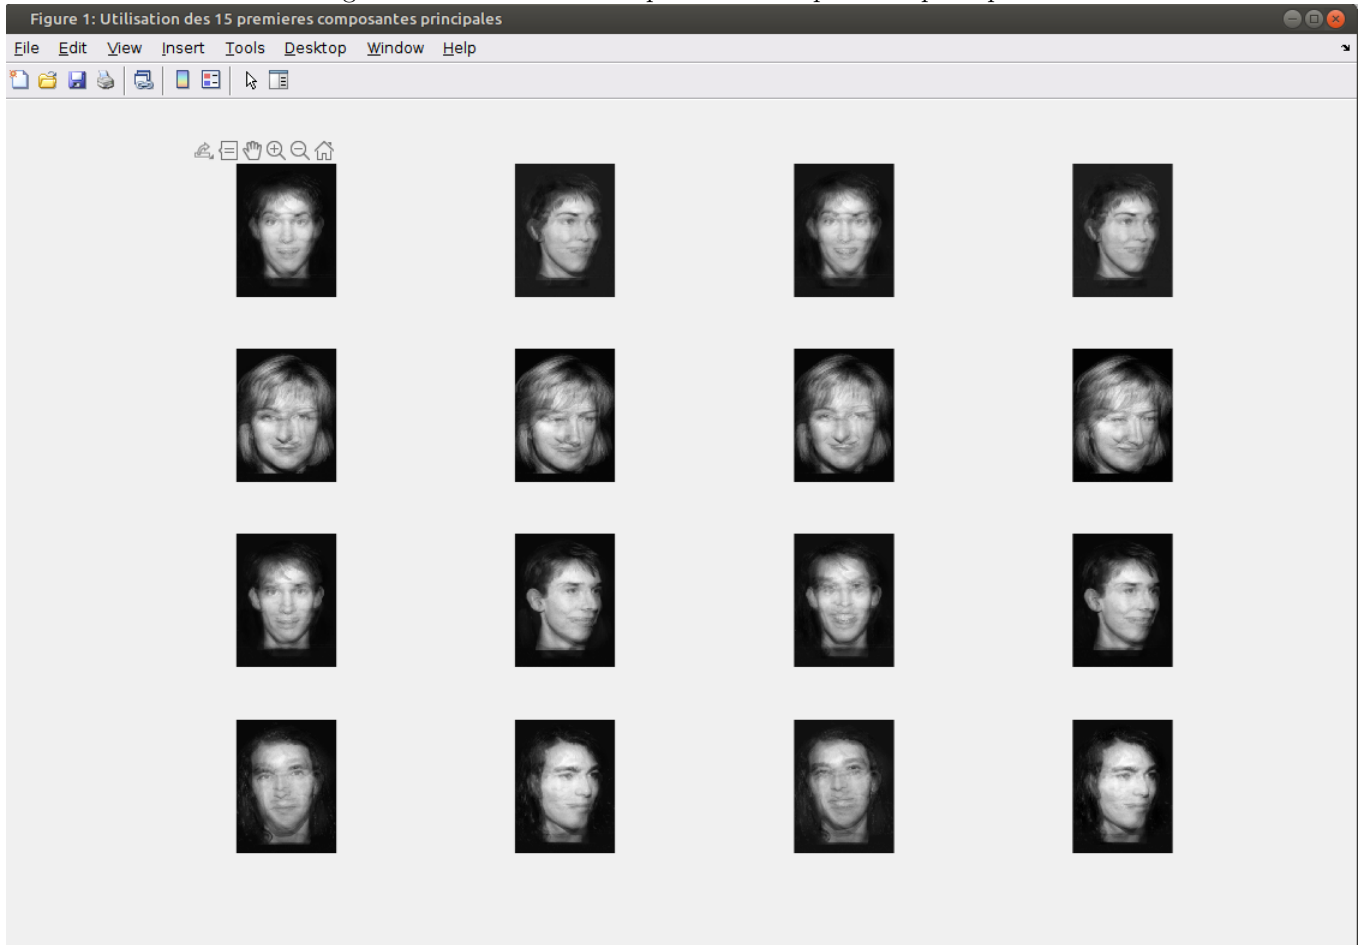 Figure 1: Utilisation des 15 premieres composantes principales
File Edit View Insert Tools Desktop Window Help